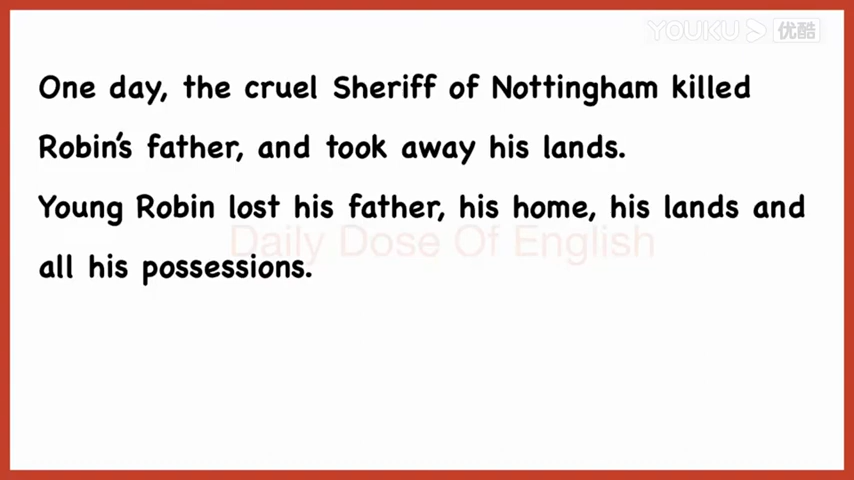 YOUKU 优酷
One day, the cruel Sheriff of Nottingham killed
Robin's father, and took away his lands.
Young Robin lost his father, his home, his lands and
Daily Dose Of English
all his possessions.